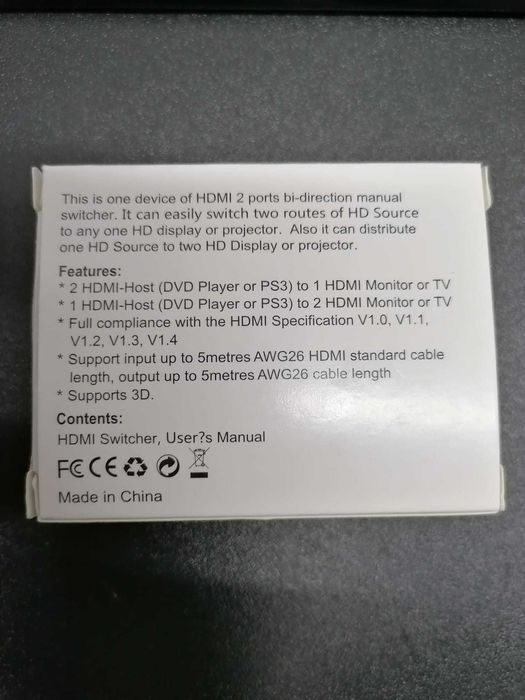 This is one device of HDMI 2 ports bi-direction manual
switcher. It can easily switch two routes of HD Source
to any one HD display or projector. Also it can distribute
one HD Source to two HD Display or projector.
Features:
* 2 HDMI-Host (DVD Player or PS3) to 1 HDMI Monitor or TV
* 1 HDMI-Host (DVD Player or PS3) to 2 HDMI Monitor or TV
* Full compliance with the HDMI Specification V1.0, V1.1,
V1.2, V1.3, V1.4
* Support input up to 5metres AWG26 HDMI standard cable
length, output up to 5metres AWG26 cable length
* Supports 3D.
Contents:
HDMI Switcher, User?s Manual
FC CE
Made in China